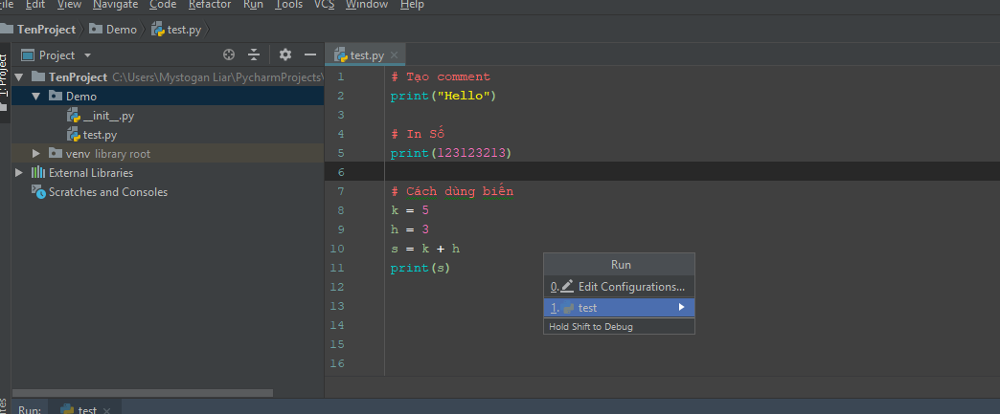 File Edit View Navigate Code Refactor Run Tools VCS Window Help
TenProject Demo test.py
1: Project
Project
TenProject C:\Users\Mystogan Liar\PycharmProjects\
Demo
__init__.py
test.py
venv library root
External Libraries
Scratches and Consoles
test.py
1 # Tạo comment
2 print("Hello")
3
4 # In Số
5 print(123123213)
6
7 # Cách dùng biến
8 k = 5
9 h = 3
10 s = k + h
11 print(s)
12
13
14
15
16
Run
0. Edit Configurations...
1. test
Hold Shift to Debug
Run: test